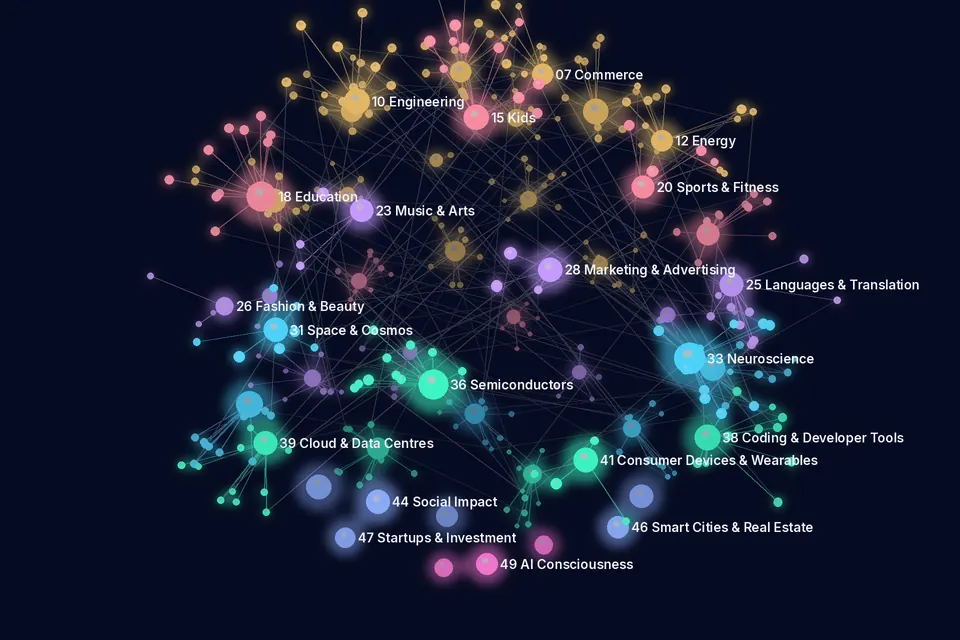 07 Commerce
10 Engineering
15 Kids
12 Energy
20 Sports & Fitness
18 Education
23 Music & Arts
28 Marketing & Advertising
25 Languages & Translation
26 Fashion & Beauty
31 Space & Cosmos
33 Neuroscience
36 Semiconductors
38 Coding & Developer Tools
39 Cloud & Data Centres
41 Consumer Devices & Wearables
44 Social Impact
46 Smart Cities & Real Estate
47 Startups & Investment
49 AI Consciousness